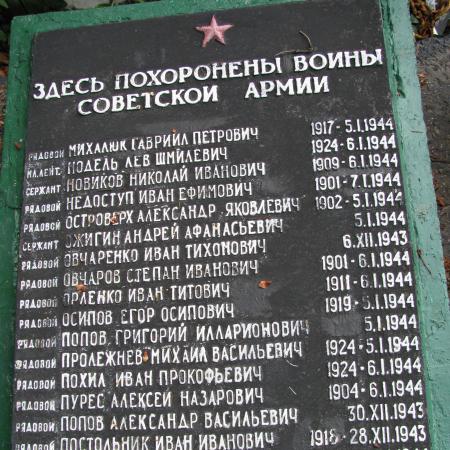 ЗДЕСЬ ПОХОРОНЕНЫ ВОИНЫ
СОВЕТСКОЙ АРМИИ
РЯДОВОЙ МИХАЛЮК ГАВРИИЛ ПЕТРОВИЧ 1917-5.I.1944
МЛ.ЛЕЙТ. ПОДЕЛЬ ЛЕВ ШМИЛЕВИЧ 1924-6.I.1944
СЕРЖАНТ НОВИКОВ НИКОЛАЙ ИВАНОВИЧ 1909-6.I.1944
РЯДОВОЙ НЕДОСТУП ИВАН ЕФИМОВИЧ 1901-7.I.1944
РЯДОВОЙ ОСТРОВЕРХ АЛЕКСАНДР ЯКОВЛЕВИЧ 1902-5.I.1944
СЕРЖАНТ ОЖИГИН АНДРЕЙ АФАНАСЬЕВИЧ 5.I.1944
РЯДОВОЙ ОВЧАРЕНКО ИВАН ТИХОНОВИЧ 6.XII.1943
РЯДОВОЙ ОВЧАРОВ СТЕПАН ИВАНОВИЧ 1901-6.I.1944
РЯДОВОЙ ОРЛЕНКО ИВАН ТИТОВИЧ 1911-6.I.1944
РЯДОВОЙ ОСИПОВ ЕГОР ОСИПОВИЧ 1919-5.I.1944
РЯДОВОЙ ПОПОВ ГРИГОРИЙ ИЛЛАРИОНОВИЧ 5.I.1944
РЯДОВОЙ ПРОЛЕЖНЕВ МИХАИЛ ВАСИЛЬЕВИЧ 1924-5.I.1944
РЯДОВОЙ ПОХИЛ ИВАН ПРОКОФЬЕВИЧ 1924-6.I.1944
РЯДОВОЙ ПУРЕС АЛЕКСЕЙ НАЗАРОВИЧ 1904-6.I.1944
РЯДОВОЙ ПОПОВ АЛЕКСАНДР ВАСИЛЬЕВИЧ 30.XII.1943
РЯДОВОЙ ПОСТОЛЬНИК ИВАН ИВАНОВИЧ 1918-28.XII.1943